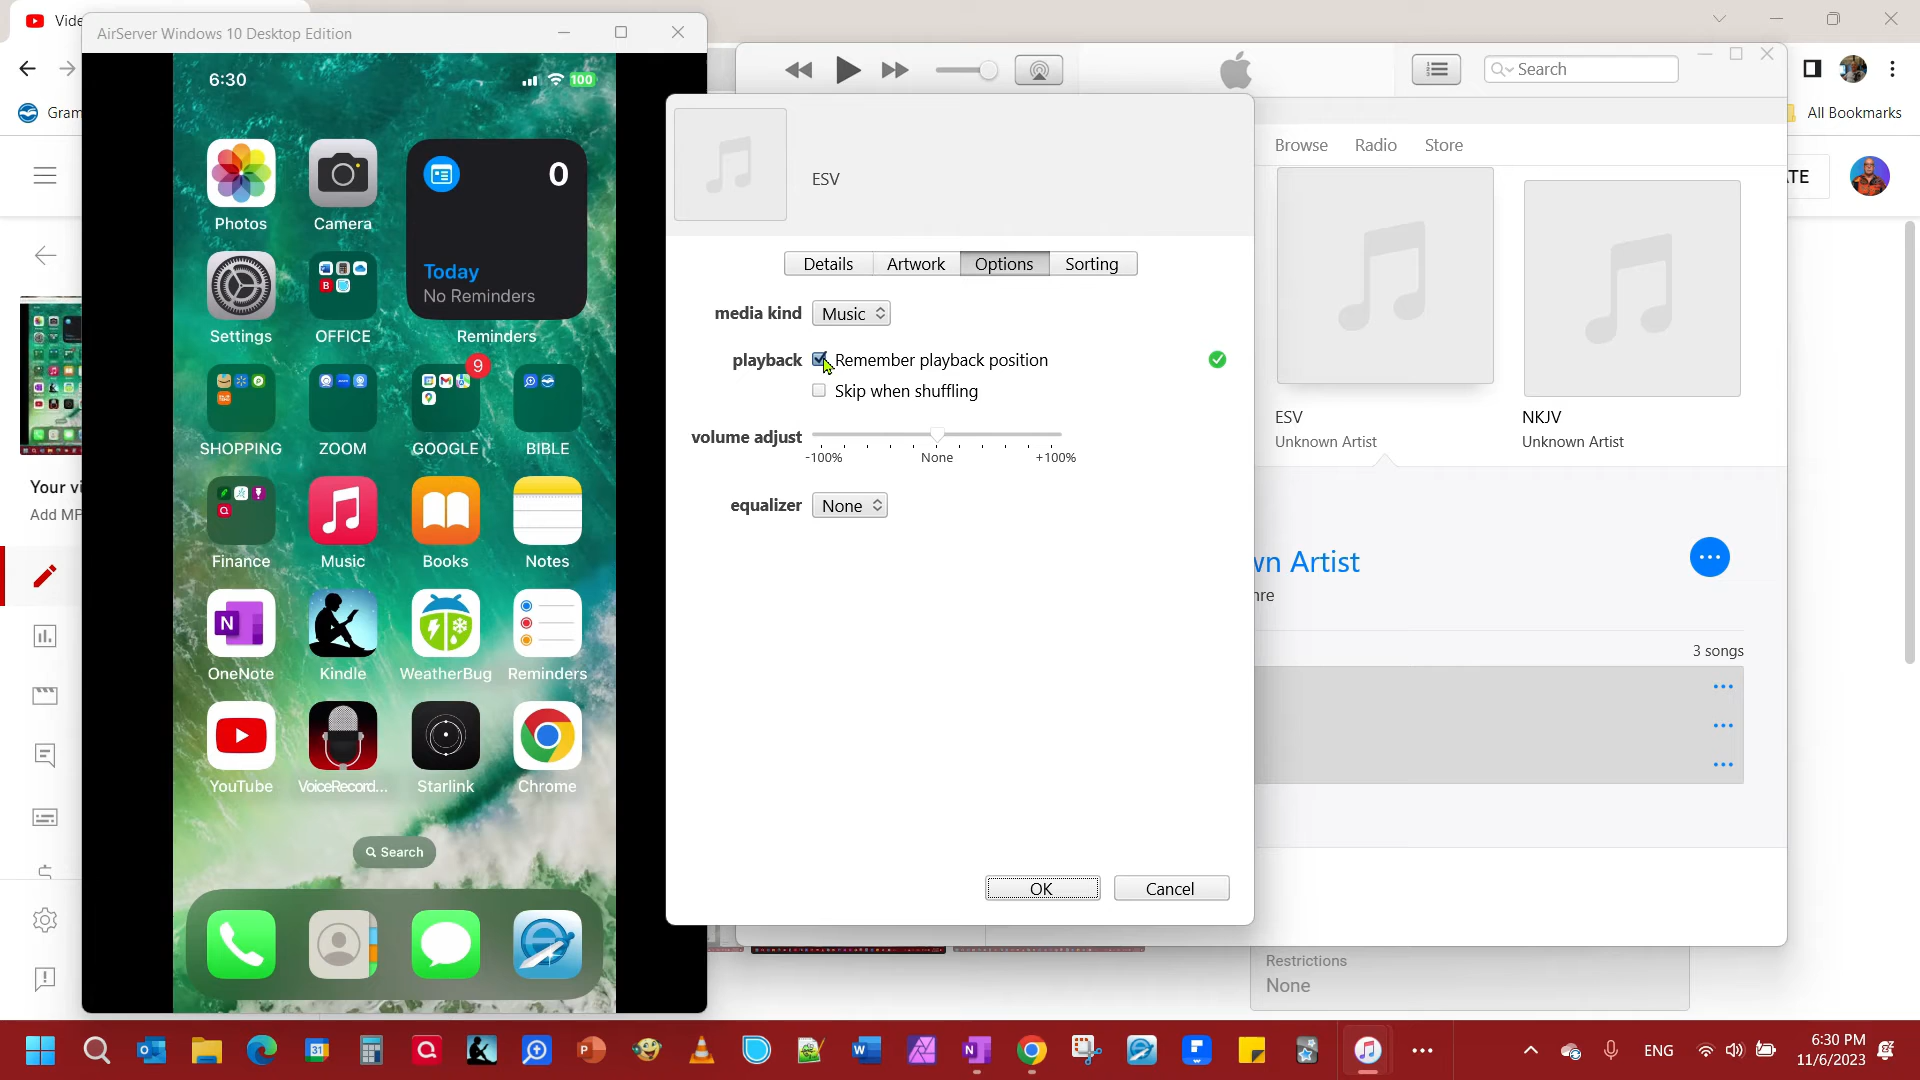 Vide
AirServer Windows 10 Desktop Edition
Search
Gram
All Bookmarks
6:30
100
Photos
Camera
0
Today
No Reminders
Settings
OFFICE
Reminders
9
SHOPPING
ZOOM
GOOGLE
BIBLE
Finance
Music
Books
Notes
OneNote
Kindle
WeatherBug
Reminders
YouTube
VoiceRecord...
Starlink
Chrome
Search
Your vi
Add MP
ESV
Details
Artwork
Options
Sorting
media kind
Music
playback
Remember playback position
Skip when shuffling
volume adjust
-100%
None
+100%
equalizer
None
OK
Cancel
Browse
Radio
Store
ATE
ESV
Unknown Artist
NKJV
Unknown Artist
wn Artist
nre
3 songs
Restrictions
None
ENG
6:30 PM
11/6/2023